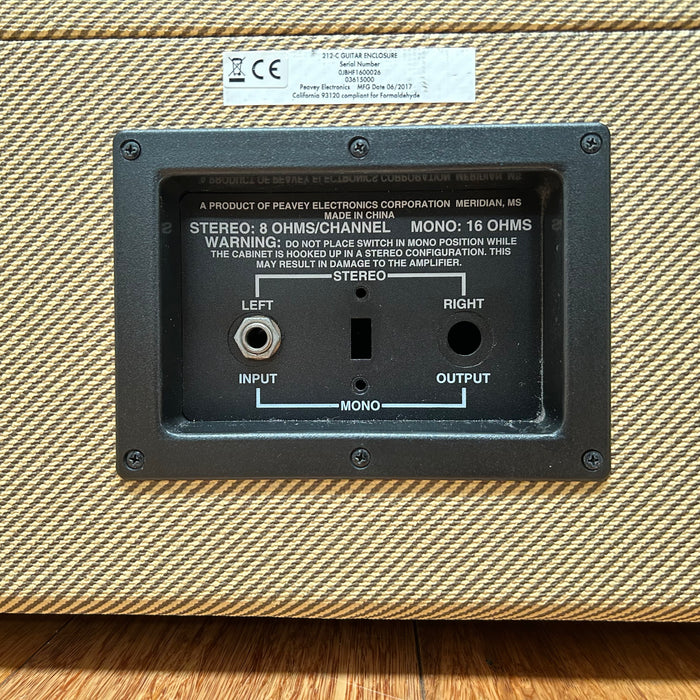 212-C GUITAR ENCLOSURE
Serial Number
0JBHF1600026
03615000
Peavey Electronics MFG Date 06/2017
California 93120 compliant for Formaldehyde
CE
A PRODUCT OF PEAVEY ELECTRONICS CORPORATION MERIDIAN, MS
MADE IN CHINA
STEREO: 8 OHMS/CHANNEL MONO: 16 OHMS
WARNING: DO NOT PLACE SWITCH IN MONO POSITION WHILE
THE CABINET IS HOOKED UP IN A STEREO CONFIGURATION. THIS
MAY RESULT IN DAMAGE TO THE AMPLIFIER.
STEREO
LEFT RIGHT
INPUT OUTPUT
MONO